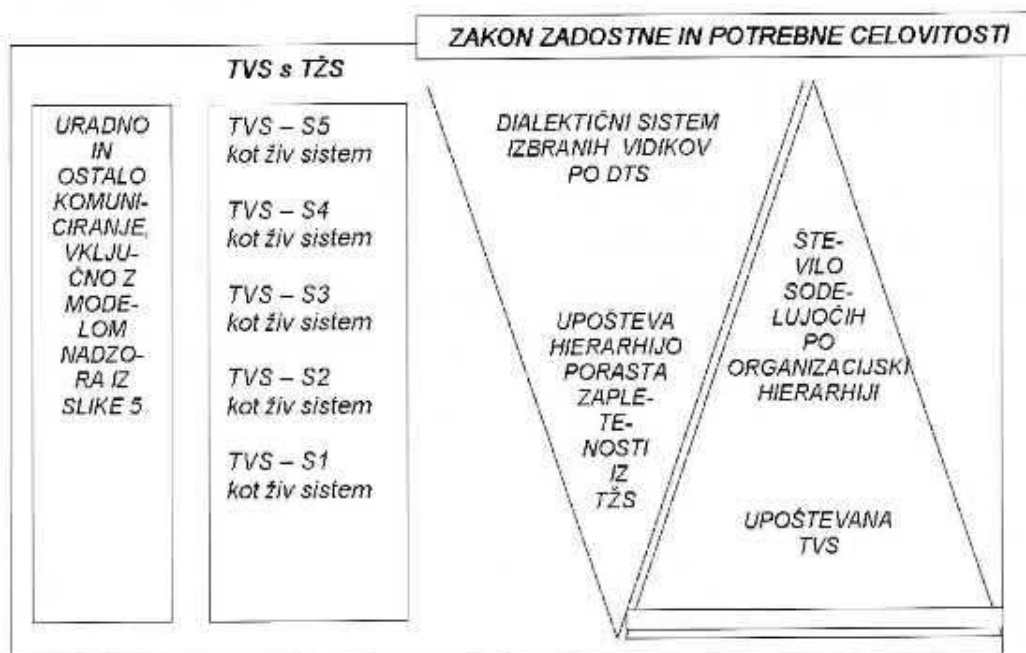 ZAKON ZADOSTNE IN POTREBNE CELOVITOSTI
TVS s TŽS
URADNO
IN
OSTALO
KOMUNI-
CIRANJE,
VKLJU-
ČNO Z
MODE-
LOM
NADZO-
RA IZ
SLIKE 5
TVS – S5
kot živ sistem
TVS – S4
kot živ sistem
TVS – S3
kot živ sistem
TVS – S2
kot živ sistem
TVS – S1
kot živ sistem
DIALEKTIČNI SISTEM
IZBRANIH VIDIKOV
PO DTS
UPOŠTEVA
HIERARHIJO
PORASTA
ZAPLE-
TE-
NOSTI
IZ
TŽS
ŠTE-
VILO
SODE-
LUJOČIH
PO
ORGANIZACIJSKI
HIERARHIJI
UPOŠTEVANA
TVS